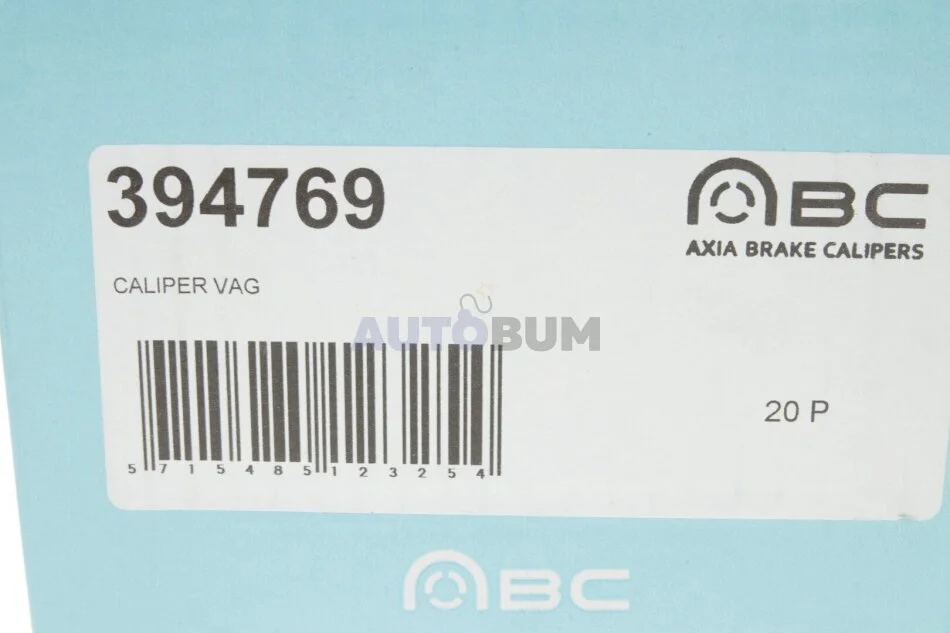 394769
ABC
AXIA BRAKE CALIPERS
CALIPER VAG
AUTOBUM
20 P
5 715485 123254
ABC